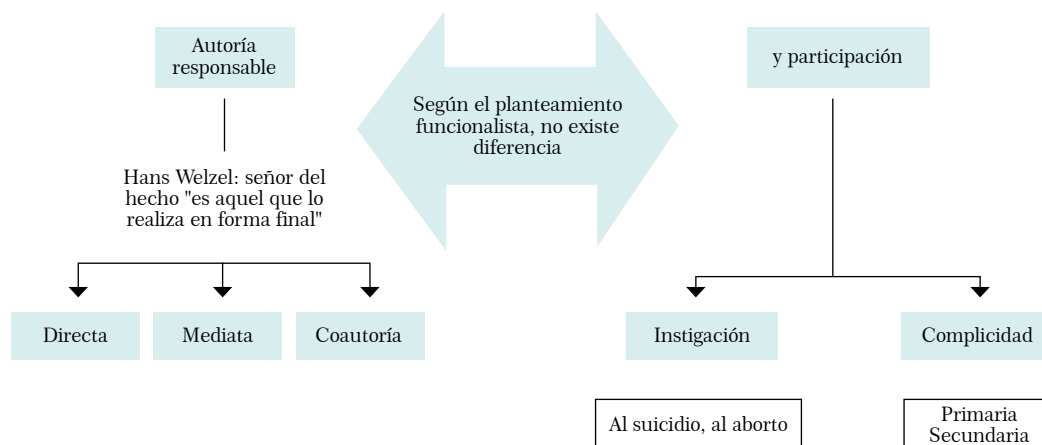 Autoría
responsable
Hans Welzel: señor del
hecho "es aquel que lo
realiza en forma final"
Directa
Mediata
Coautoría
Según el planteamiento
funcionalista, no existe
diferencia
y participación
Instigación
Complicidad
Al suicidio, al aborto
Primaria
Secundaria